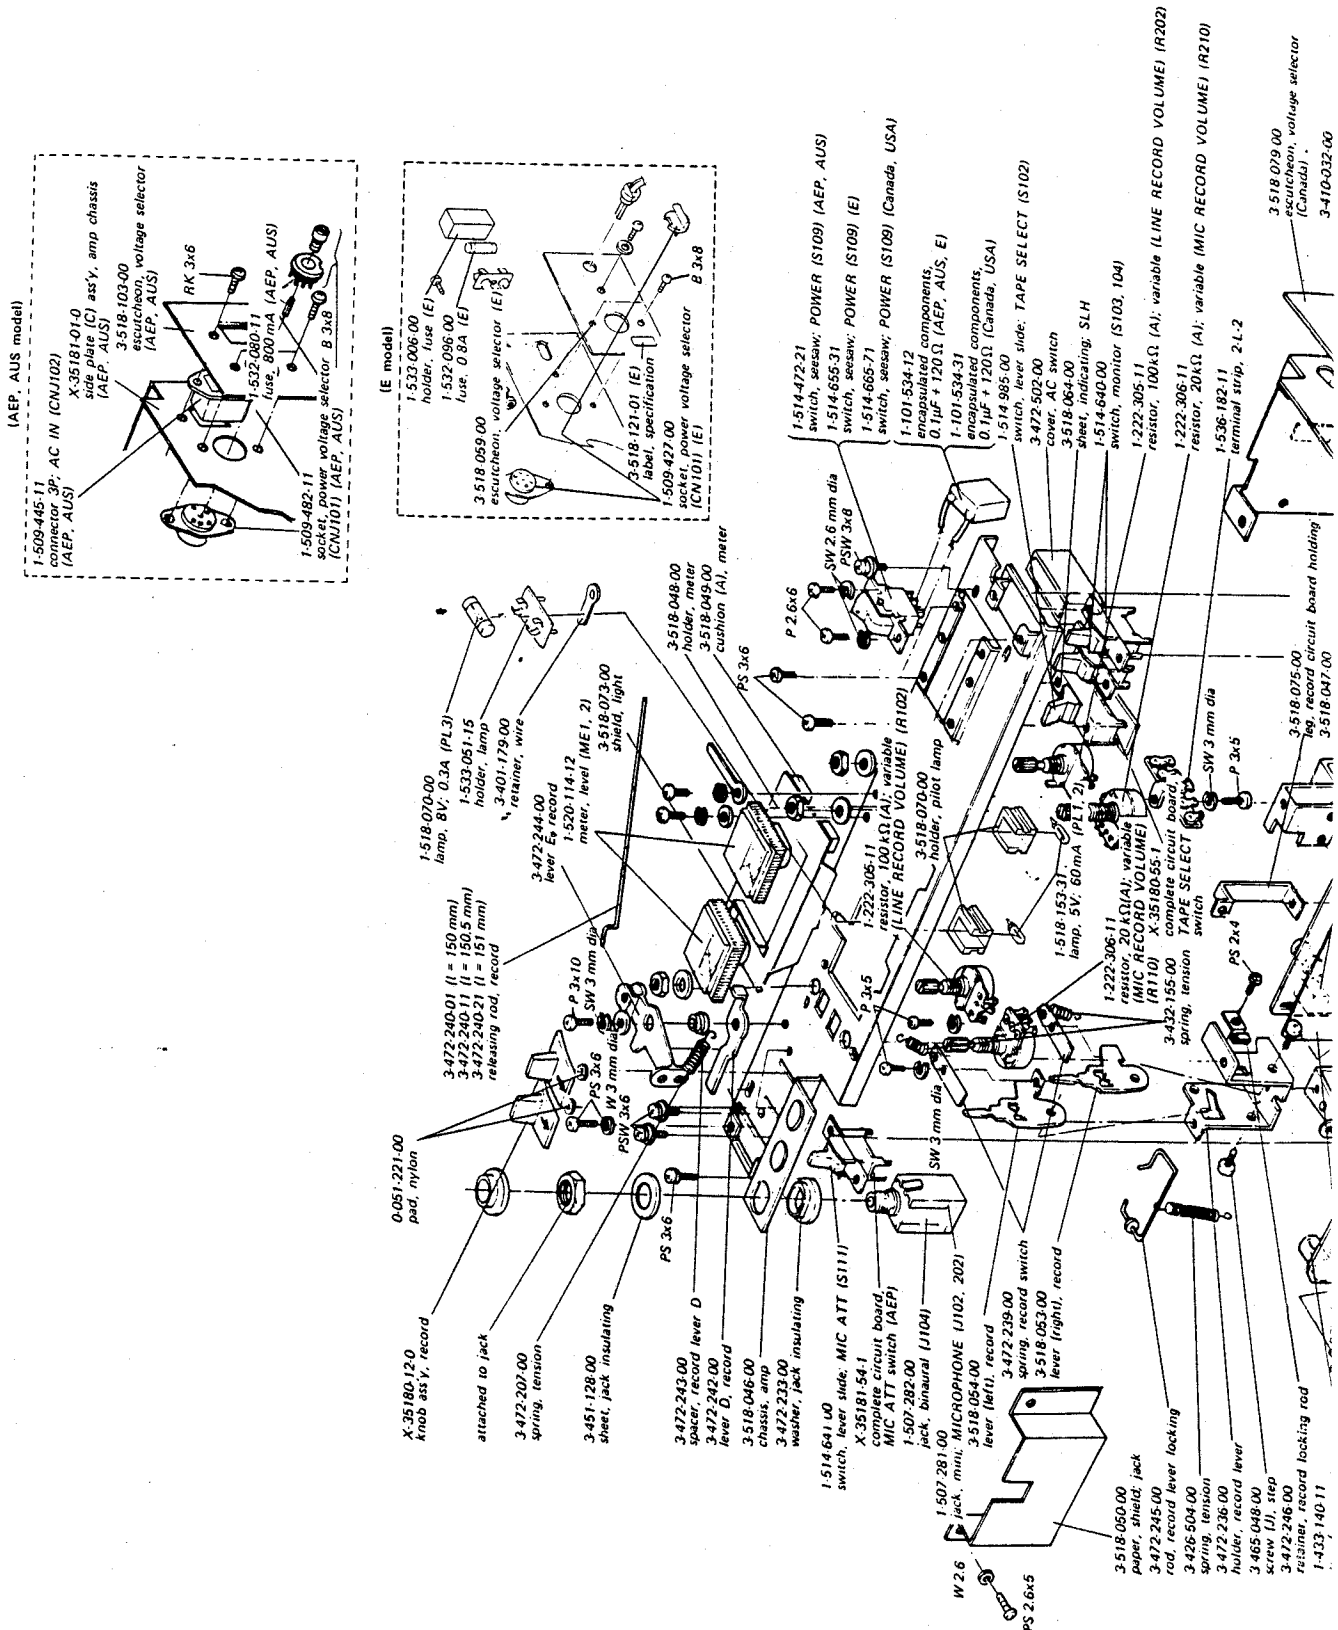 (AEP, AUS model)
1-509-445-11
connector 3P; AC IN (CNJ102)
(AEP, AUS)
X-35181-01-0
side plate (C) ass'y, amp chassis
(AEP, AUS)
3-518-103-00
escutcheon, voltage selector
(AEP, AUS)
RK 3x6
1-532-080-11
fuse, 800mA (AEP, AUS)
B 3x8
1-509-482-11
socket, power voltage selector
(CNJ101) (AEP, AUS)
(E model)
1-533-006-00
holder, fuse (E)
1-532-096-00
fuse, 0.8A (E)
3-518-059-00
escutcheon, voltage selector (E)
B 3x8
3-518-121-01 (E)
label, specification
1-509-427-00
socket, power voltage selector
(CN101) (E)
1-518-070-00
lamp, 8V; 0.3A (PL3)
1-533-051-15
holder, lamp
3-401-179-00
retainer, wire
3-472-240-01 (l = 150 mm)
3-472-240-11 (l = 150.5 mm)
3-472-240-21 (l = 151 mm)
releasing rod, record
3-472-244-00
lever E, record
1-520-114-12
meter, level (ME1, 2)
3-518-073-00
shield, light
3-518-048-00
holder, meter
3-518-049-00
cushion (A), meter
P 2.6x6
SW 2.6 mm dia
PSW 3x8
PS 3x6
1-514-472-21
switch, seesaw; POWER (S109) (AEP, AUS)
1-514-655-31
switch, seesaw; POWER (S109) (E)
1-514-665-71
switch, seesaw; POWER (S109) (Canada, USA)
1-101-534-12
encapsulated components,
0.1μF + 120Ω (AEP, AUS, E)
1-101-534-31
encapsulated components,
0.1μF + 120Ω (Canada, USA)
1-514 985-00
switch, lever slide; TAPE SELECT (S102)
3-472-502-00
cover, AC switch
3-518-064-00
sheet, indicating; SLH
1-514-640-00
switch, monitor (S103, 104)
1-222-305-11
resistor, 100kΩ (A); variable (LINE RECORD VOLUME) (R202)
1-222-306-11
resistor, 20kΩ (A); variable (MIC RECORD VOLUME) (R210)
1-536-182-11
terminal strip, 2-L-2
3-518-079 00
escutcheon, voltage selector
(Canada)
3-410-032-00
0-051-221-00
pad, nylon
P 3x10
SW 3 mm dia
PS 3x6
W 3 mm dia
PSW 3x6
PS 3x6
X-35180-12-0
knob ass'y, record
attached to jack
3-472-207-00
spring, tension
3-451-128-00
sheet, jack insulating
3-472-243-00
spacer, record lever D
3-472-242-00
lever D, record
3-518-046-00
chassis, amp
3-472-233-00
washer, jack insulating
1-514-641 00
switch, lever slide; MIC ATT (S111)
X-35181-54-1
complete circuit board,
MIC ATT switch (AEP)
1-507-282-00
jack, binaural (J104)
1-507-281-00
jack, mini; MICROPHONE (J102, 202)
3-518-054-00
lever (left), record
3-472-239-00
spring, record switch
3-518-053-00
lever (right), record
P 3x5
SW 3 mm dia
1-222-305-11
resistor, 100 kΩ (A); variable
(LINE RECORD VOLUME) (R102)
3-518-070-00
holder, pilot lamp
1-518-153-31
lamp, 5V; 60mA (PL1, 2)
1-222-306-11
resistor, 20 kΩ(A); variable
(MIC RECORD VOLUME)
(R110)
X-35180-55-1
complete circuit board,
TAPE SELECT
switch
3-432-155-00
spring, tension
SW 3 mm dia
P 3x5
3-518-075-00
leg, record circuit board holding
3-518-047-00
PS 2x4
W 2.6
PS 2.6x5
3-518-050-00
paper, shield; jack
3-472-245-00
rod, record lever locking
3-426-504-00
spring, tension
3-472-236-00
holder, record lever
3-465-048-00
screw (J), step
3-472-246-00
retainer, record locking rod
1-433-140-11